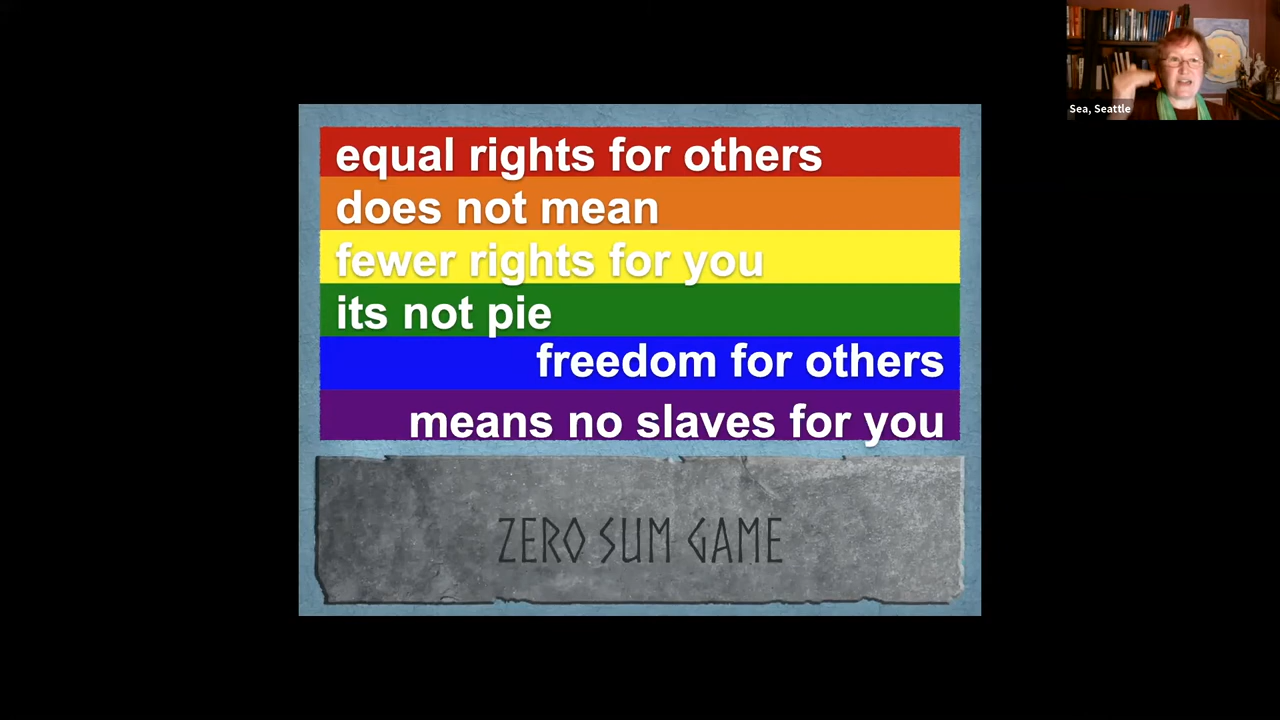 Sea, Seattle
equal rights for others
does not mean
fewer rights for you
its not pie
freedom for others
means no slaves for you
ZERO SUM GAME